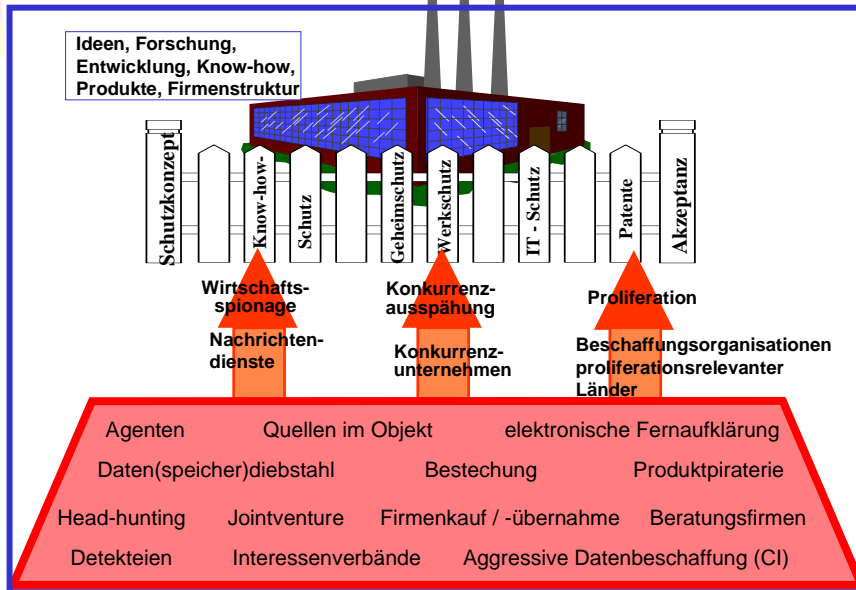 Ideen, Forschung,
Entwicklung, Know-how,
Produkte, Firmenstruktur
Schutzkonzept
Know-how-
Schutz
Geheimschutz
Werkschutz
IT - Schutz
Patente
Akzeptanz
Wirtschafts-
spionage
Nachrichten-
dienste
Konkurrenz-
ausspähung
Konkurrenz-
unternehmen
Proliferation
Beschaffungsorganisationen
proliferationsrelevanter
Länder
Agenten Quellen im Objekt elektronische Fernaufklärung
Daten(speicher)diebstahl Bestechung Produktpiraterie
Head-hunting Jointventure Firmenkauf / -übernahme Beratungsfirmen
Detekteien Interessenverbände Aggressive Datenbeschaffung (CI)